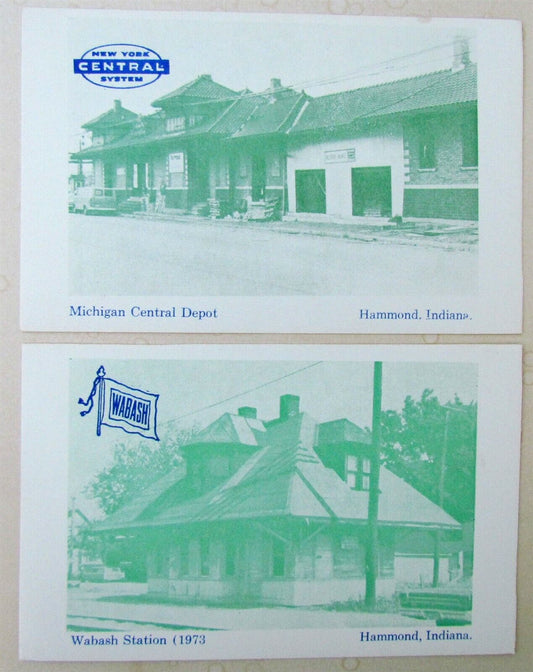 NEW YORK
CENTRAL
SYSTEM
Michigan Central Depot
Hammond. Indiana.
WABASH
Wabash Station (1973
Hammond, Indiana.